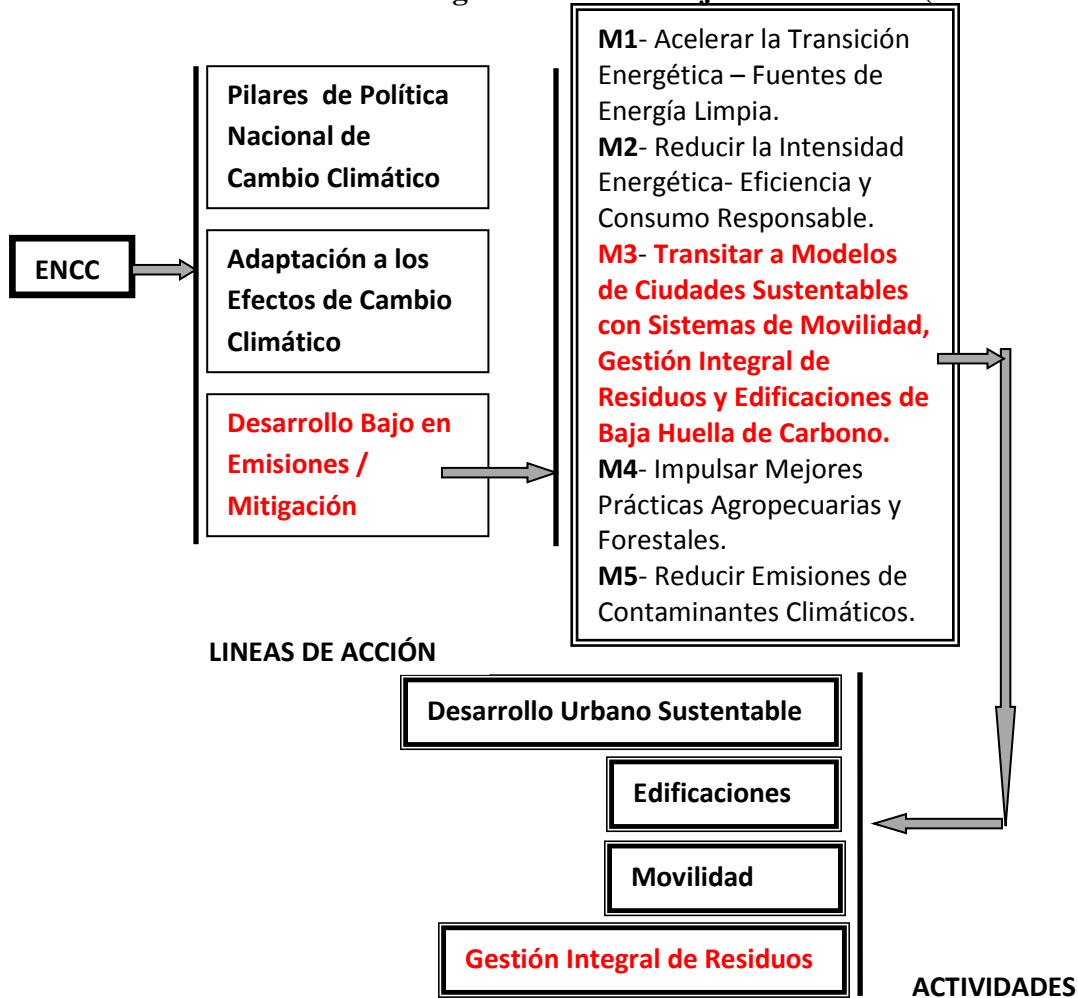 ENCC
Pilares de Política
Nacional de
Cambio Climático
Adaptación a los
Efectos de Cambio
Climático
Desarrollo Bajo en
Emisiones /
Mitigación
M1- Acelerar la Transición
Energética – Fuentes de
Energía Limpia.
M2- Reducir la Intensidad
Energética- Eficiencia y
Consumo Responsable.
M3- Transitar a Modelos
de Ciudades Sustentables
con Sistemas de Movilidad,
Gestión Integral de
Residuos y Edificaciones de
Baja Huella de Carbono.
M4- Impulsar Mejores
Prácticas Agropecuarias y
Forestales.
M5- Reducir Emisiones de
Contaminantes Climáticos.
LINEAS DE ACCIÓN
Desarrollo Urbano Sustentable
Edificaciones
Movilidad
Gestión Integral de Residuos
ACTIVIDADES